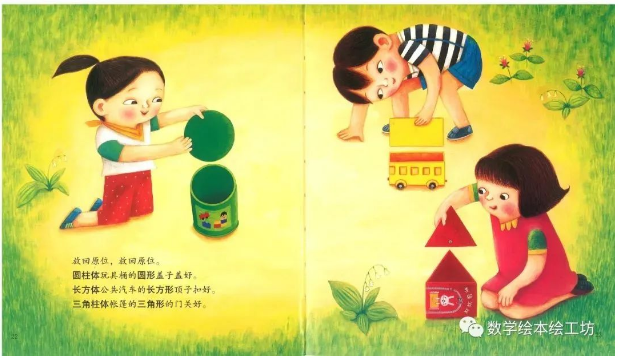 放回原位，放回原位。
圆柱体玩具桶的圆形盖子盖好。
长方体公共汽车的长方形顶子扣好。
三角柱体帐篷的三角形的门关好。
数学绘本绘工坊